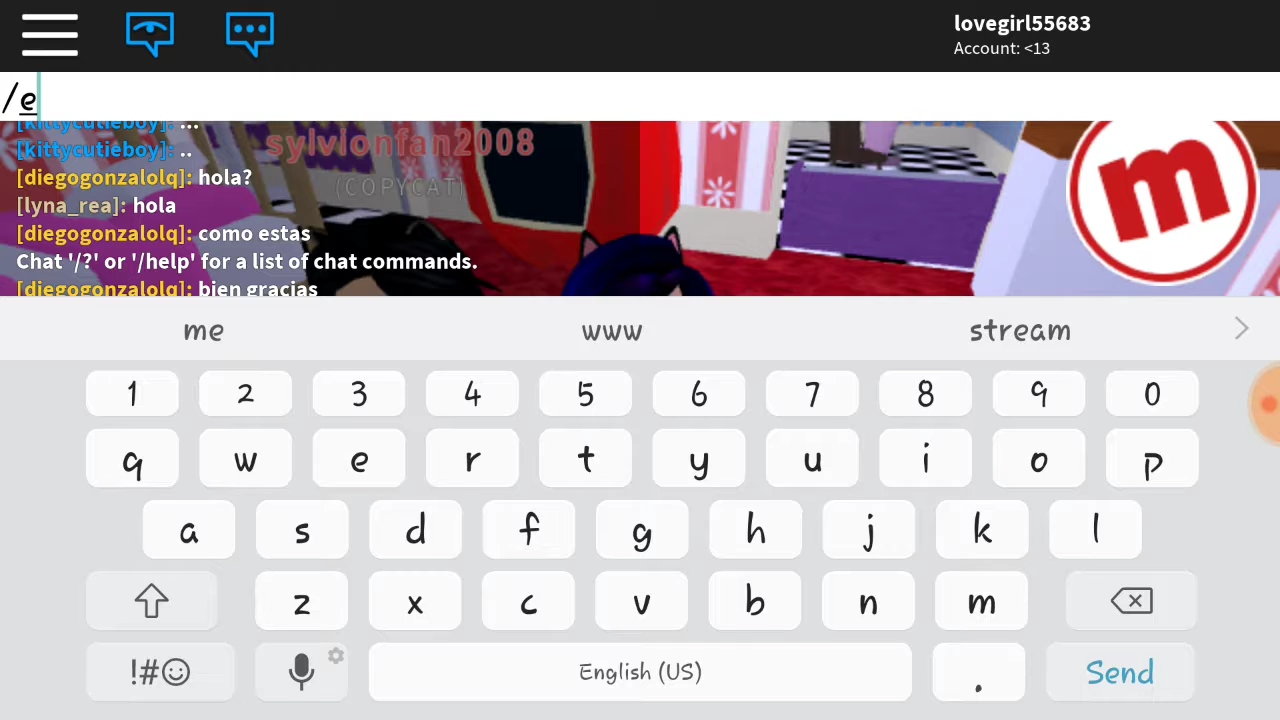 lovegirl55683
Account: <13
/e
[kittycutieboy]: ...
[kittycutieboy]: ..
sylvionfan2008
(COPYCAT)
[diegogonzalolq]: hola?
[lyna_rea]: hola
[diegogonzalolq]: como estas
Chat '/?' or '/help' for a list of chat commands.
[diegogonzalolq]: bien gracias
m
me www stream
1 2 3 4 5 6 7 8 9 0
q w e r t y u i o p
a s d f g h j k l
z x c v b n m
!#☺ English (US) . Send